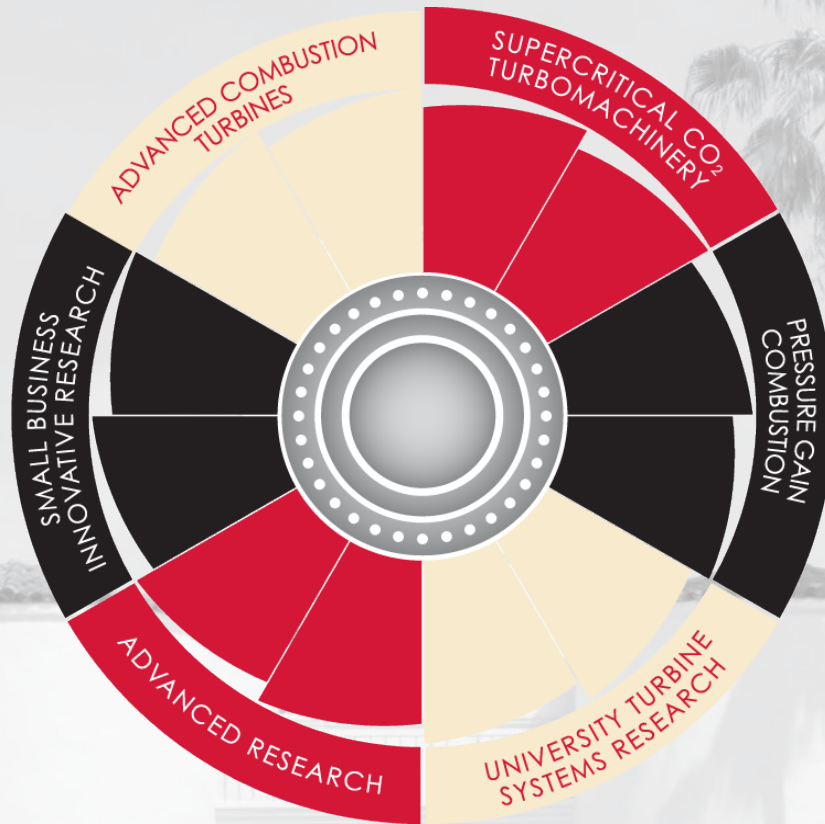 ADVANCED COMBUSTION
TURBINES
SUPERCRITICAL CO₂
TURBOMACHINERY
PRESSURE GAIN
COMBUSTION
UNIVERSITY TURBINE
SYSTEMS RESEARCH
ADVANCED RESEARCH
SMALL BUSINESS
INNOVATIVE RESEARCH